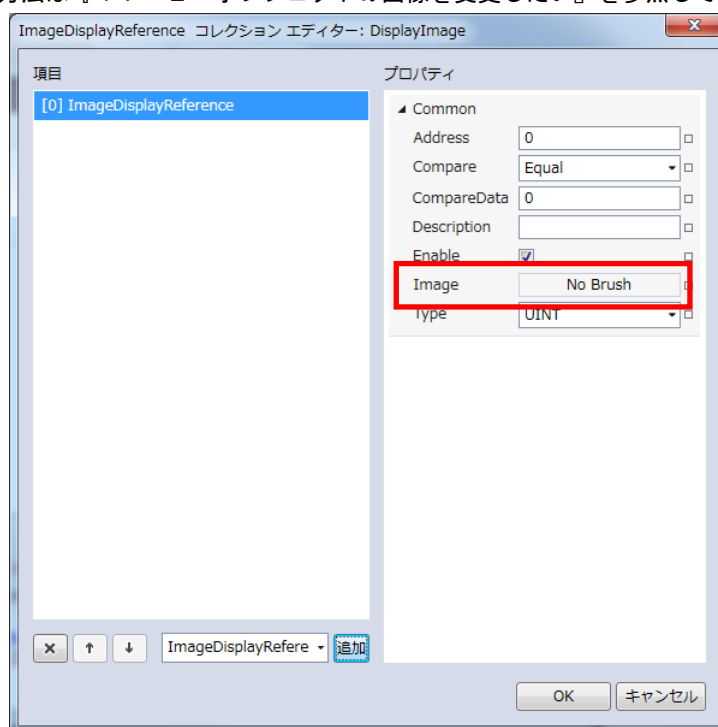 ImageDisplayReference コレクション エディター: DisplayImage
項目
プロパティ
[0] ImageDisplayReference
Common
Address 0
Compare Equal
CompareData 0
Description
Enable
Image No Brush
Type UINT
ImageDisplayRefere 追加
OK キャンセル